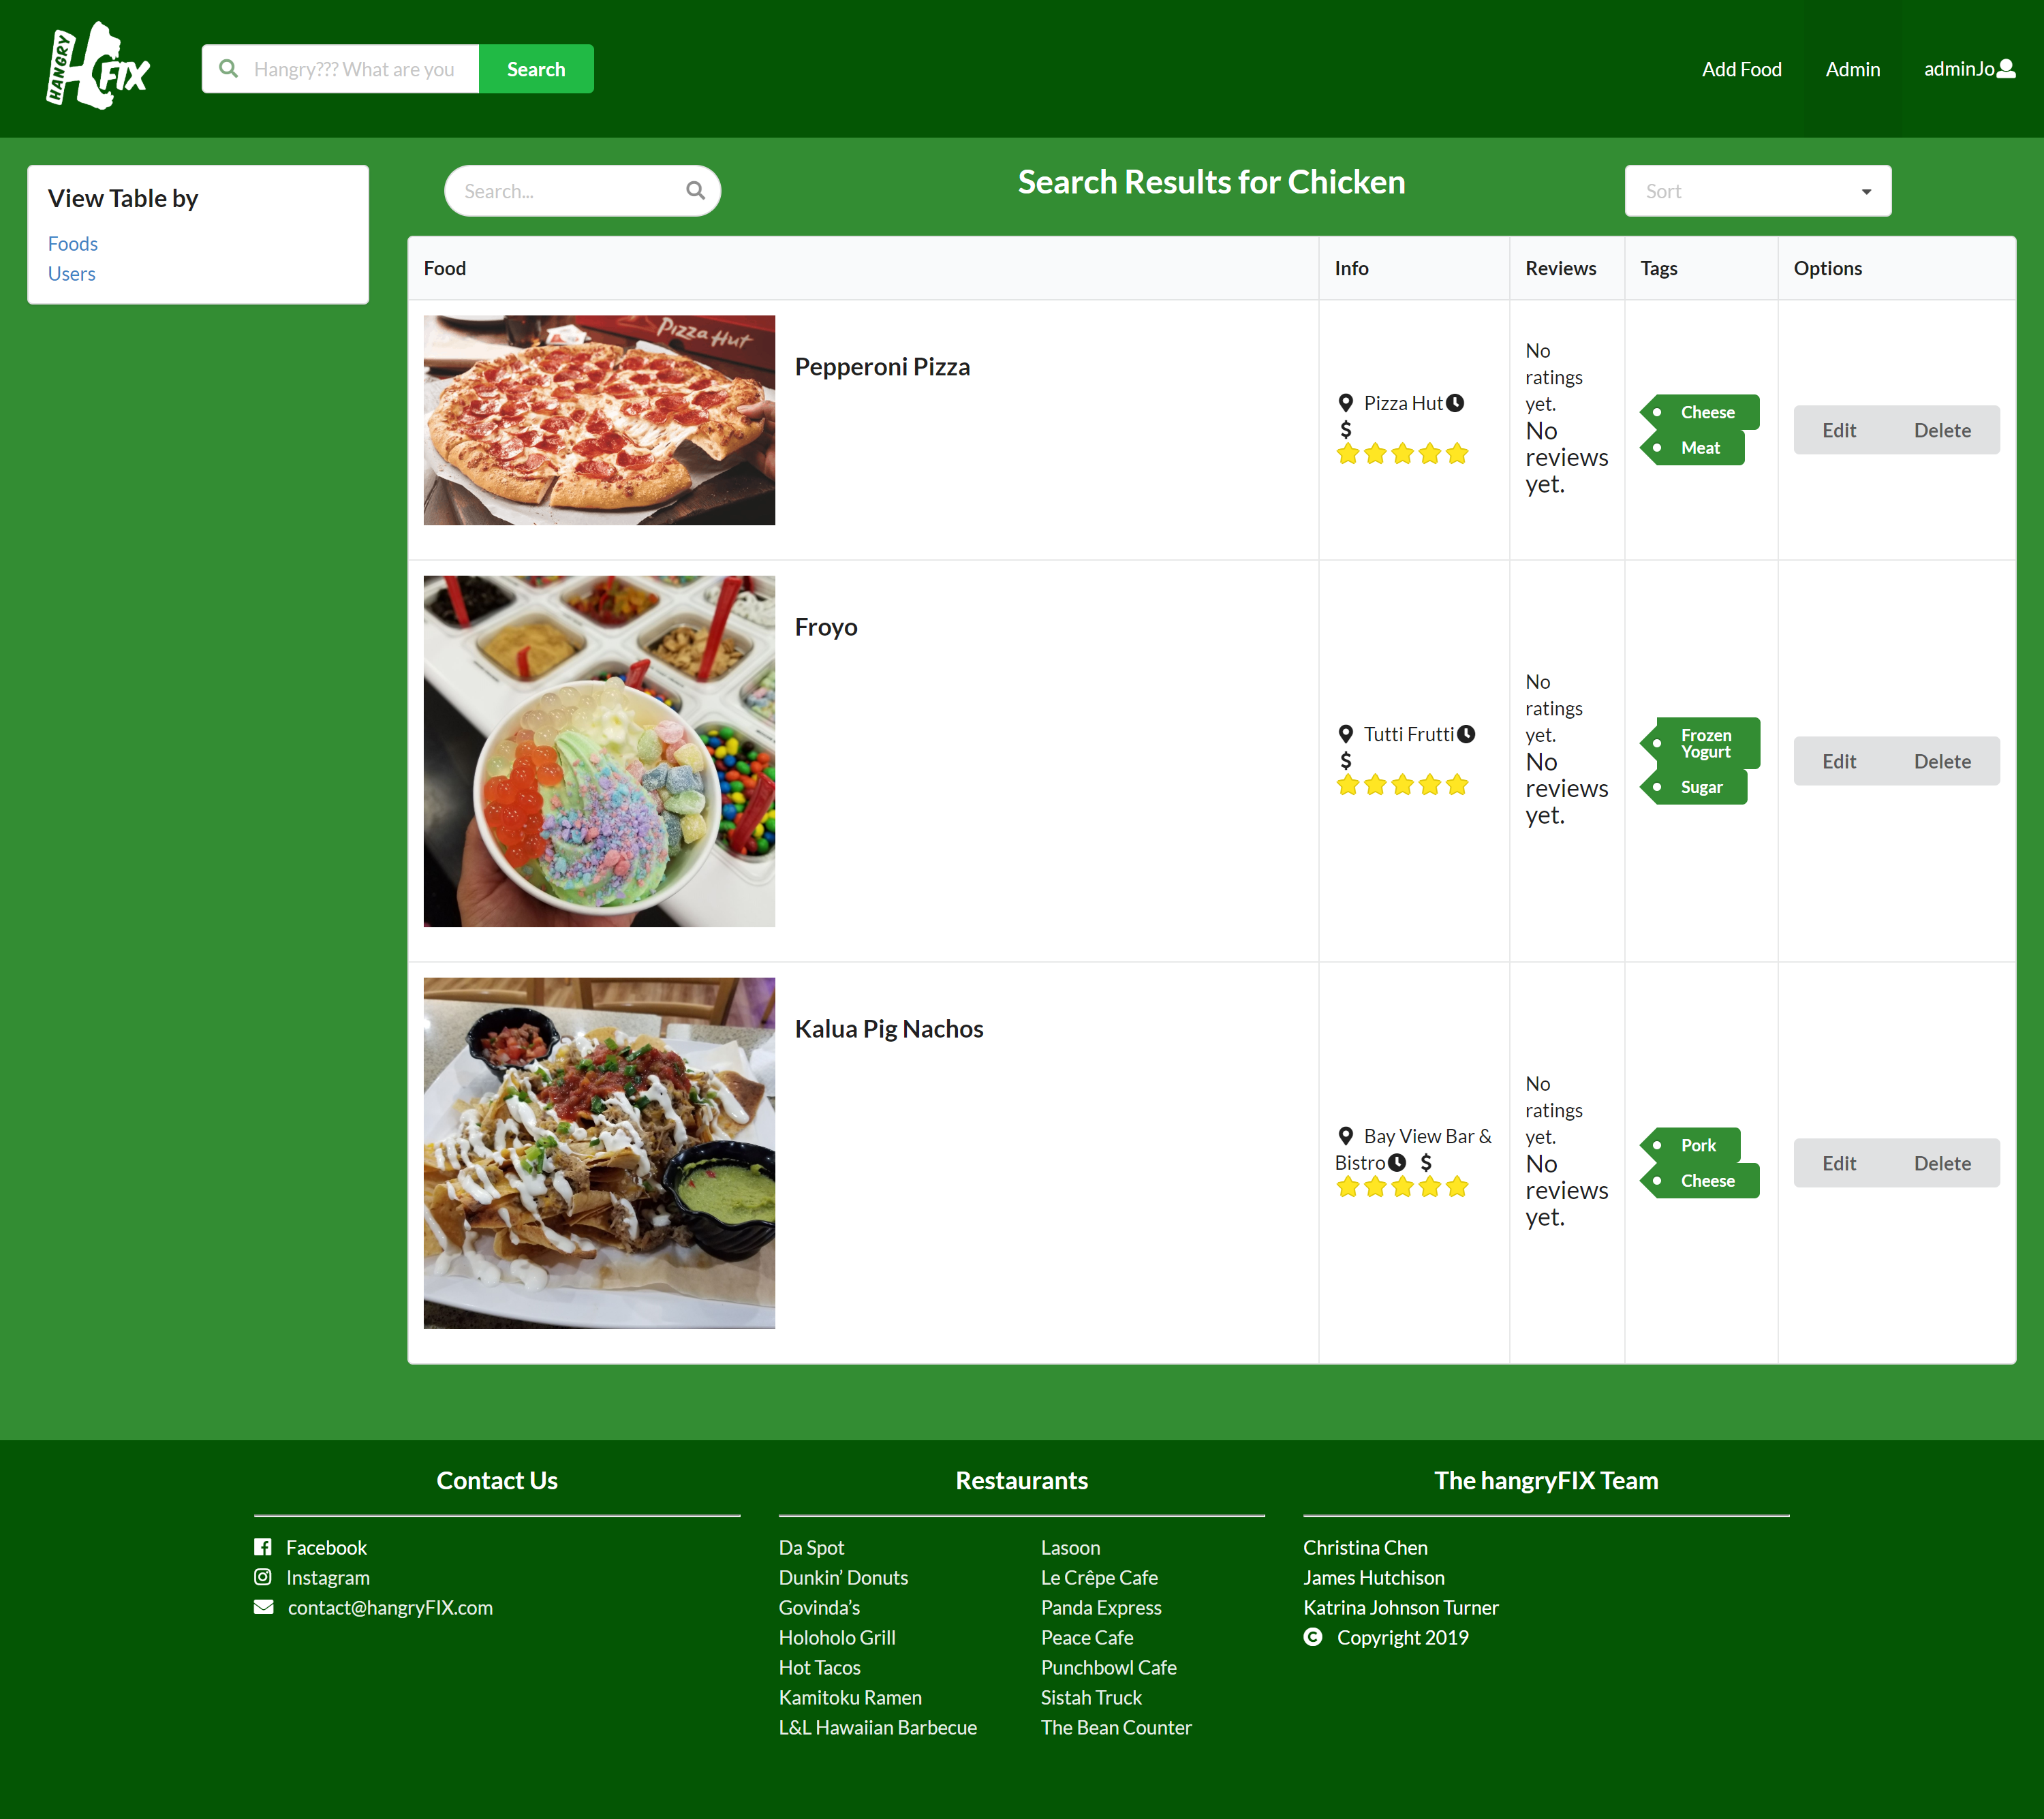 HANGRY
FIX
Hangry??? What are you
Search
Add Food
Admin
adminJo
View Table by
Foods
Users
Search...
Search Results for Chicken
Sort
Food
Info
Reviews
Tags
Options
Pizza Hut
Pepperoni Pizza
Pizza Hut
$
No
ratings
yet.
No
reviews
yet.
Cheese
Meat
Edit
Delete
Froyo
Tutti Frutti
$
No
ratings
yet.
No
reviews
yet.
Frozen
Yogurt
Sugar
Edit
Delete
Kalua Pig Nachos
Bay View Bar &
Bistro $
No
ratings
yet.
No
reviews
yet.
Pork
Cheese
Edit
Delete
Contact Us
Facebook
Instagram
contact@hangryFIX.com
Restaurants
Da Spot
Dunkin’ Donuts
Govinda’s
Holoholo Grill
Hot Tacos
Kamitoku Ramen
L&L Hawaiian Barbecue
Lasoon
Le Crêpe Cafe
Panda Express
Peace Cafe
Punchbowl Cafe
Sistah Truck
The Bean Counter
The hangryFIX Team
Christina Chen
James Hutchison
Katrina Johnson Turner
© Copyright 2019